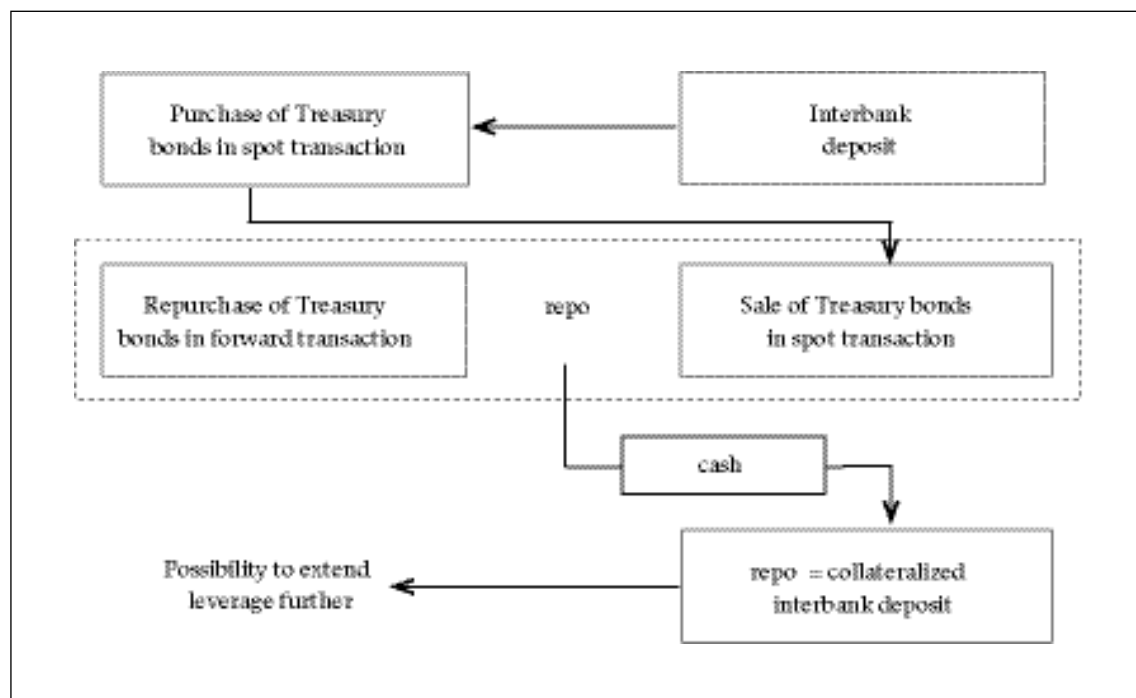 Purchase of Treasury
bonds in spot transaction
Interbank
deposit
Repurchase of Treasury
bonds in forward transaction
repo
Sale of Treasury bonds
in spot transaction
cash
Possibility to extend
leverage further
repo = collateralized
interbank deposit